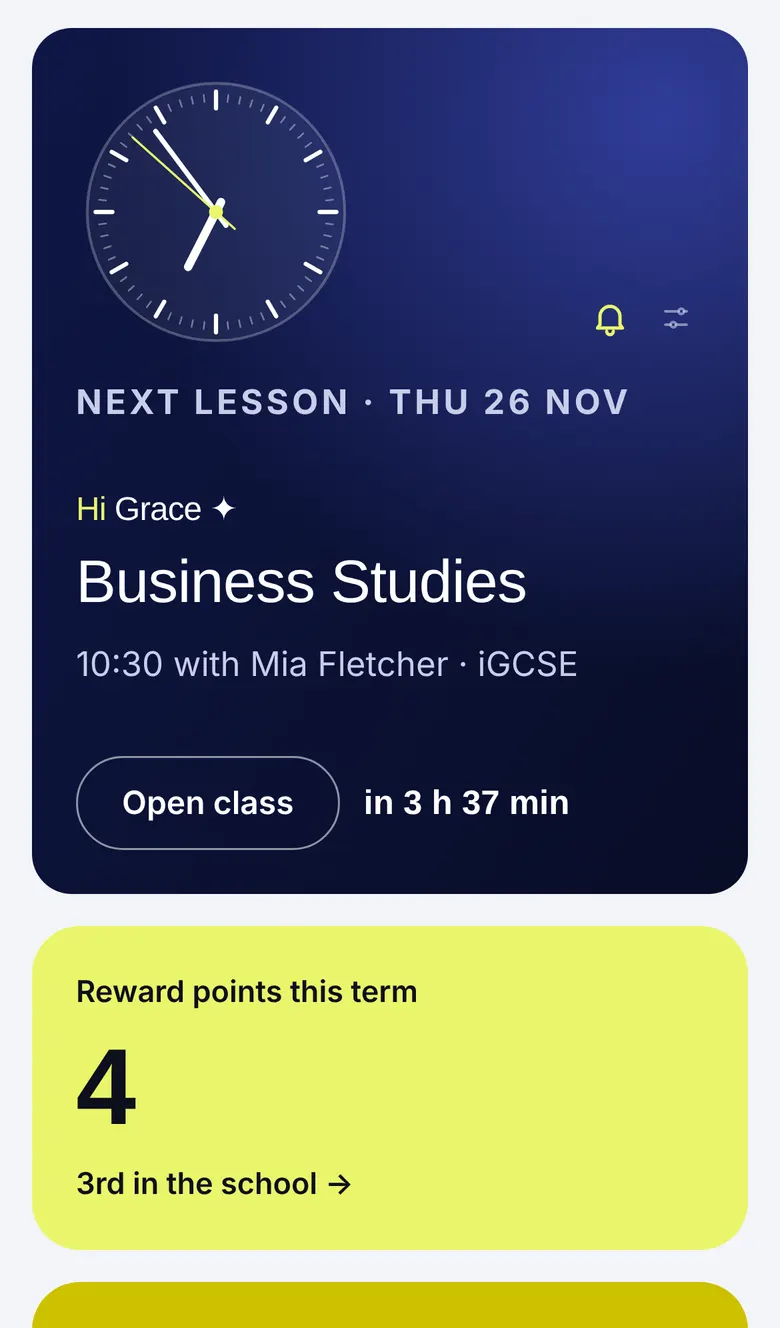 NEXT LESSON · THU 26 NOV
Hi Grace ✦
Business Studies
10:30 with Mia Fletcher · iGCSE
Open class in 3 h 37 min
Reward points this term
4
3rd in the school →